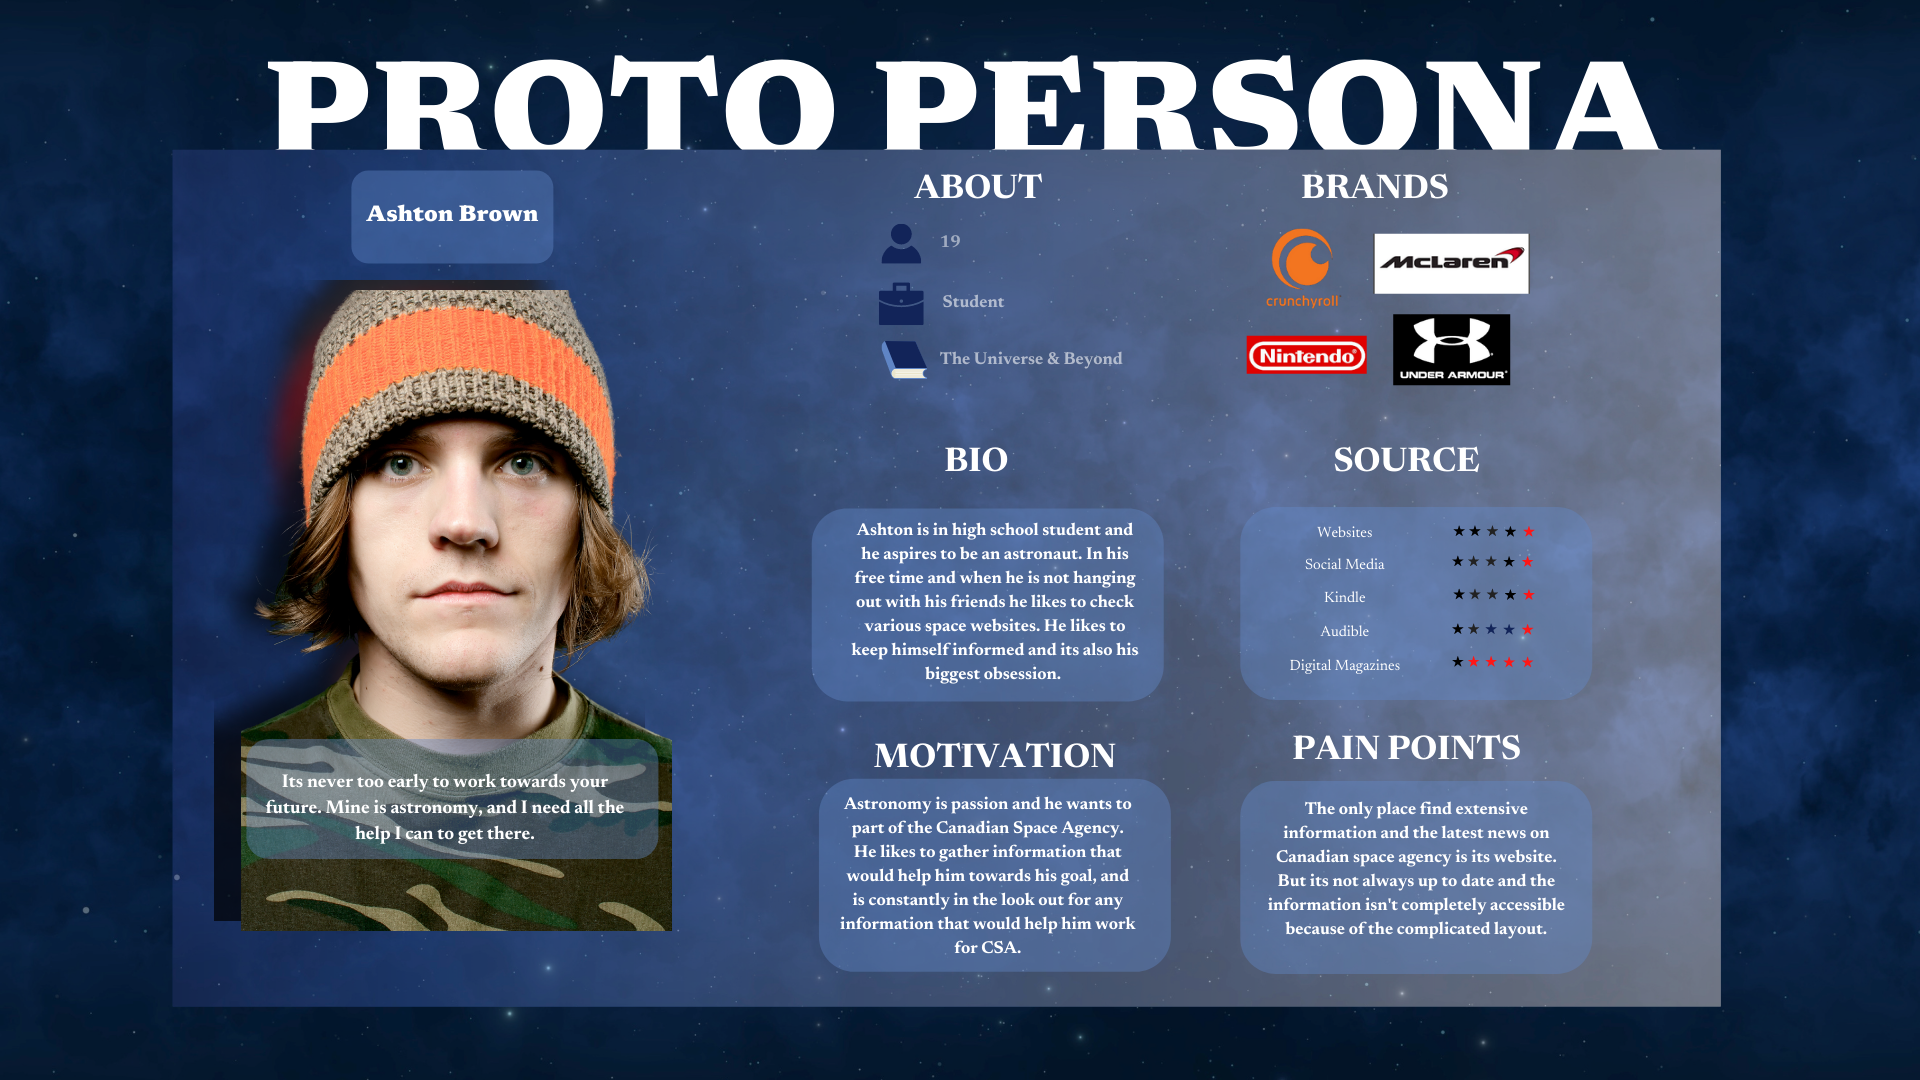 PROTO PERSONA
Ashton Brown
Its never too early to work towards your
future. Mine is astronomy, and I need all the
help I can to get there.
ABOUT
19
Student
The Universe & Beyond
BRANDS
crunchyroll
McLaren
Nintendo®
UNDER ARMOUR®
BIO
Ashton is in high school student and
he aspires to be an astronaut. In his
free time and when he is not hanging
out with his friends he likes to check
various space websites. He likes to
keep himself informed and its also his
biggest obsession.
SOURCE
Websites
Social Media
Kindle
Audible
Digital Magazines
MOTIVATION
Astronomy is passion and he wants to
part of the Canadian Space Agency.
He likes to gather information that
would help him towards his goal, and
is constantly in the look out for any
information that would help him work
for CSA.
PAIN POINTS
The only place find extensive
information and the latest news on
Canadian space agency is its website.
But its not always up to date and the
information isn't completely accessible
because of the complicated layout.